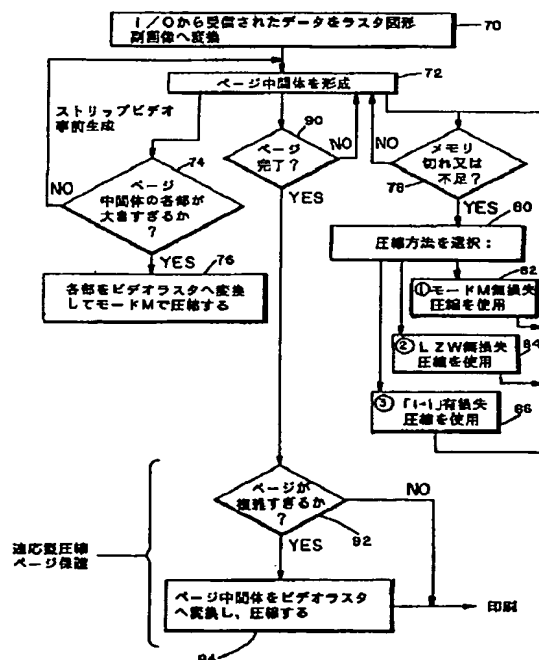 I/Oから受信されたデータをラスタ図形
副画像へ変換
70
ページ中間体を形成
72
ストリップビデオ
事前生成
90
ページ
完了?
NO
YES
74
ページ
中間体の各部が
大きすぎるか
?
NO
YES
76
各部をビデオラスタへ変換
してモードMで圧縮する
メモリ
切れ又は
不足?
78
NO
YES
80
圧縮方法を選択:
82
①モードM無損失
圧縮を使用
84
②LZW無損失
圧縮を使用
86
③「1-1」有損失
圧縮を使用
適応型圧縮
ページ保証
ページが
複雑すぎるか
?
92
NO
YES
ページ中間体をビデオラスタ
へ変換し、圧縮する
94
印刷